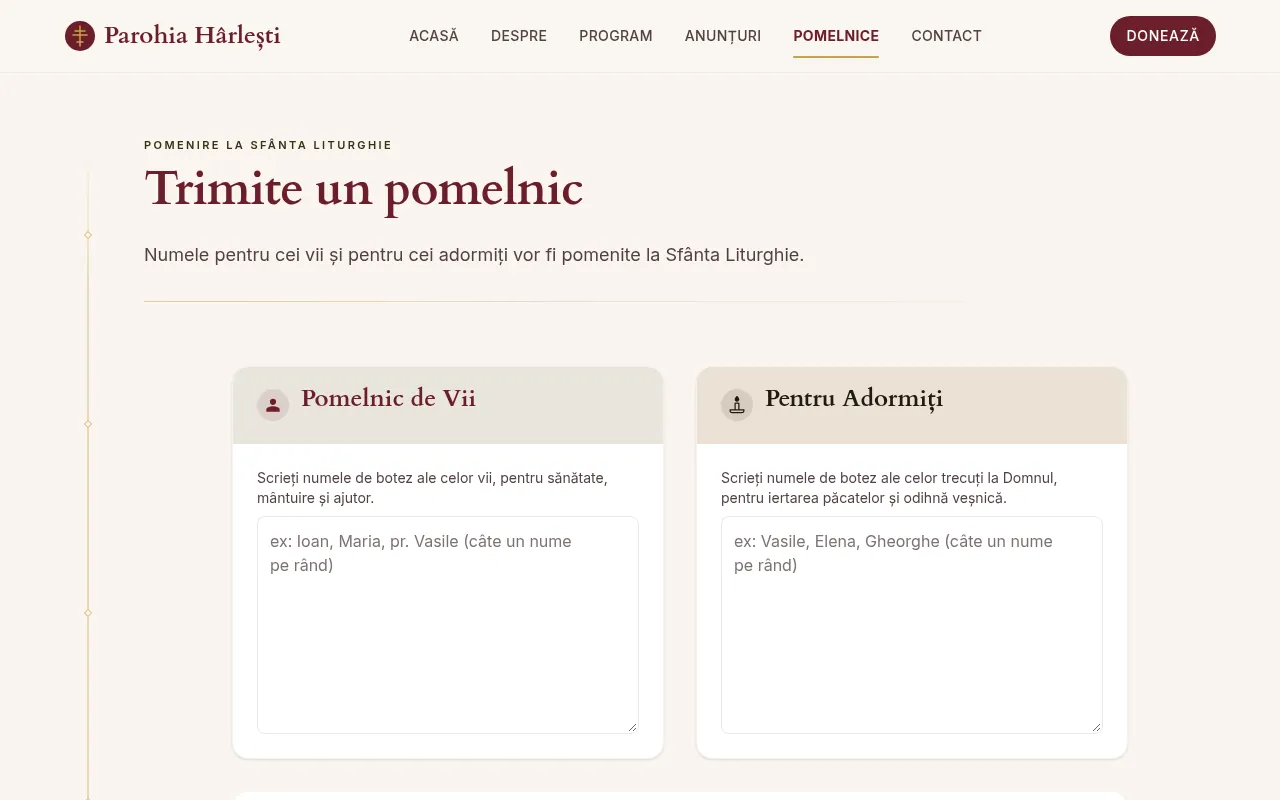 Parohia Hârlești
ACASĂ
DESPRE
PROGRAM
ANUNȚURI
POMELNICE
CONTACT
DONEAZĂ
POMENIRE LA SFÂNTA LITURGHIE
Trimite un pomelnic
Numele pentru cei vii și pentru cei adormiți vor fi pomenite la Sfânta Liturghie.
Pomelnic de Vii
Scrieți numele de botez ale celor vii, pentru sănătate,
mântuire și ajutor.
ex: Ioan, Maria, pr. Vasile (câte un nume
pe rând)
Pentru Adormiți
Scrieți numele de botez ale celor trecuți la Domnul,
pentru iertarea păcatelor și odihnă veșnică.
ex: Vasile, Elena, Gheorghe (câte un nume
pe rând)